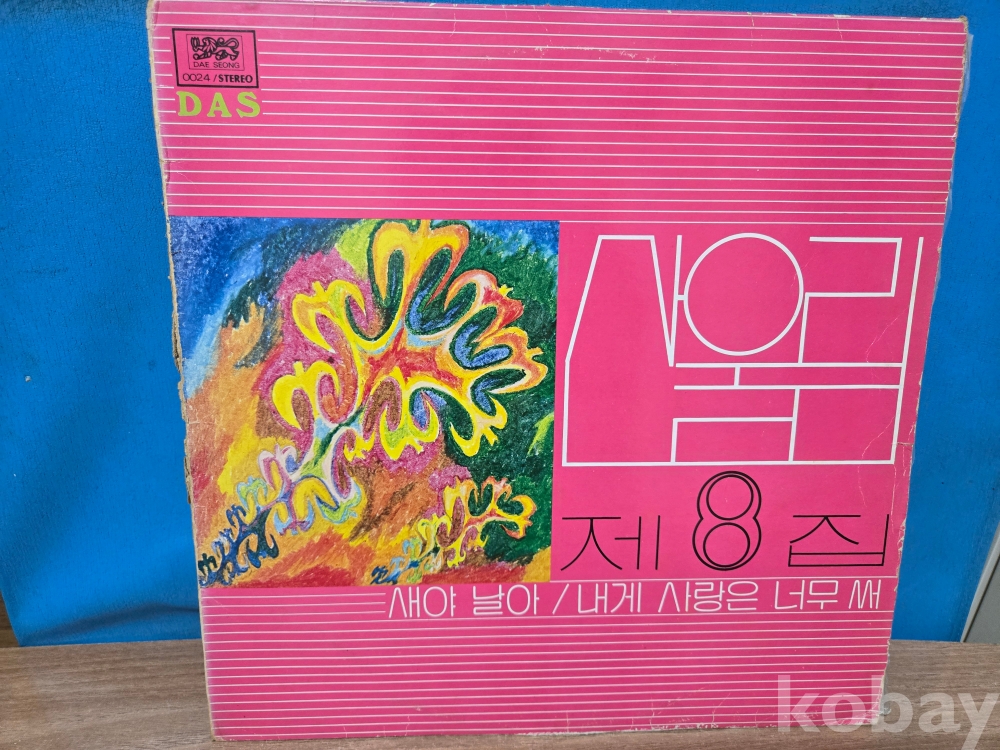 DAE SEONG
0024/STEREO
DAS
산울림
제8집
새야 날아/내게 사랑은 너무 써
kobay